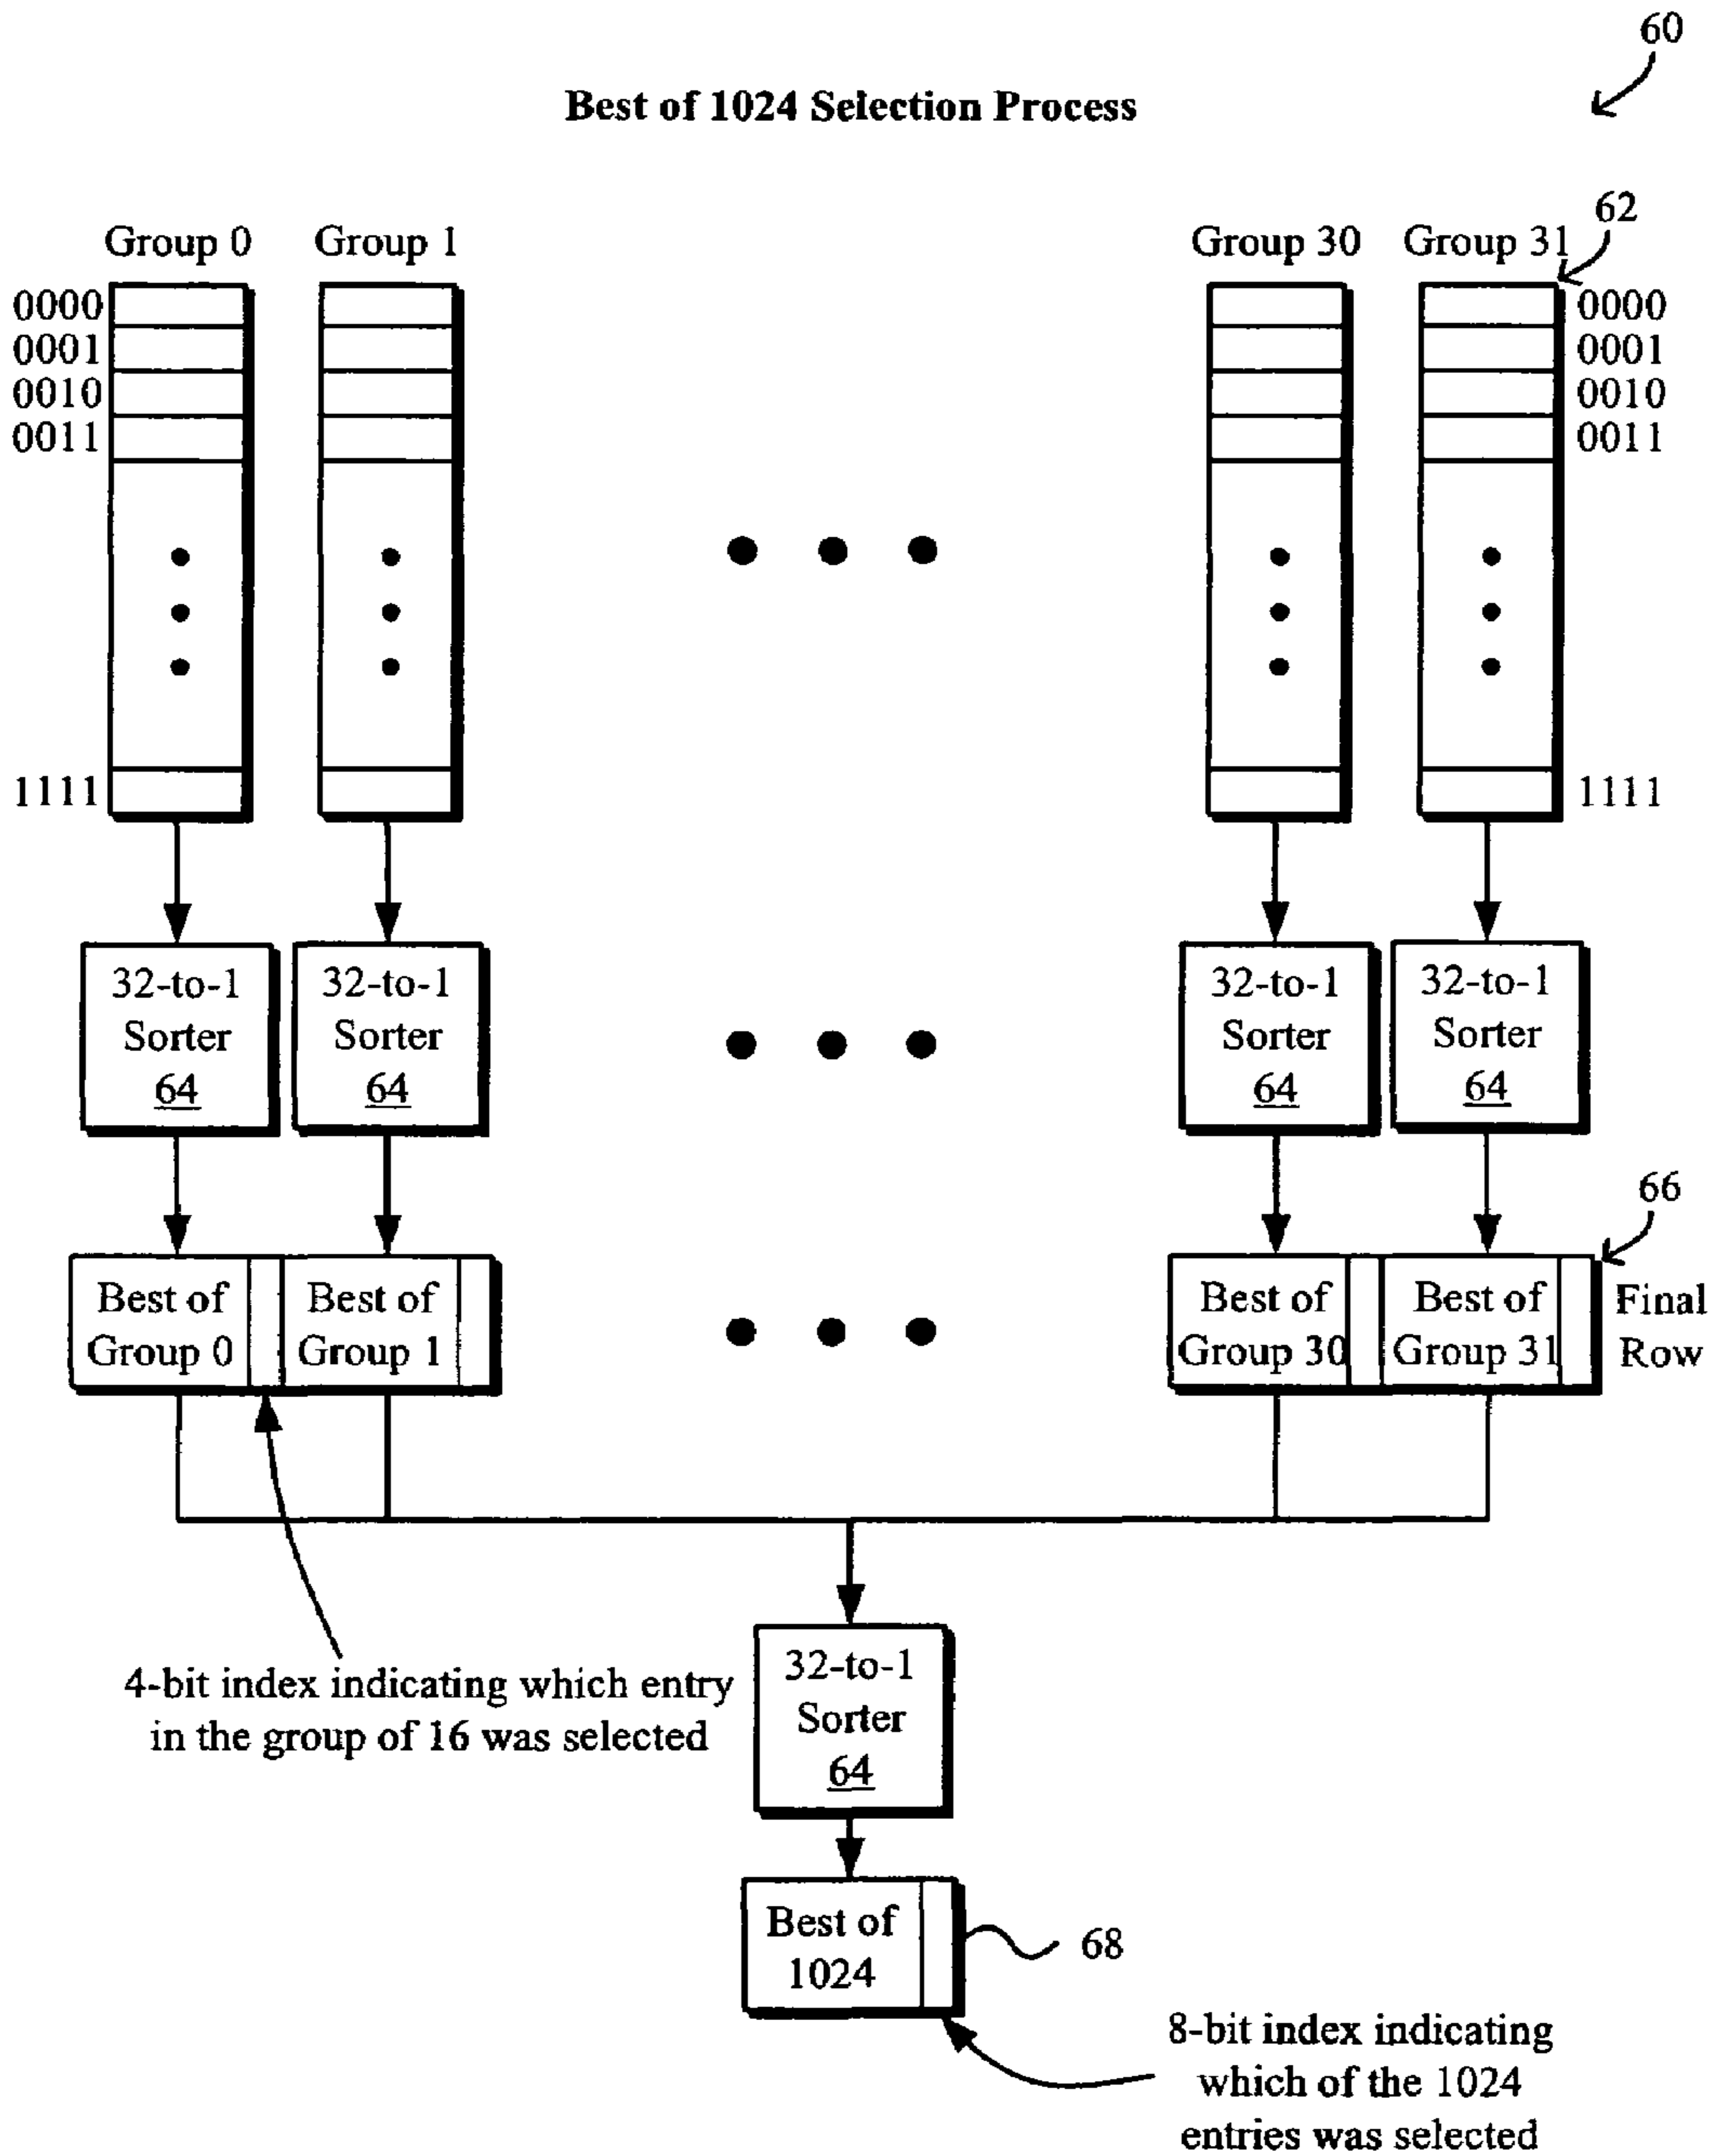 60
Best of 1024 Selection Process
62
Group 0 Group 1 Group 30 Group 31
0000 0000
0001 0001
0010 0010
0011 0011
1111 1111
32-to-1 32-to-1 32-to-1 32-to-1
Sorter Sorter Sorter Sorter
64 64 64 64
66
Best of Best of Best of Best of Final
Group 0 Group 1 Group 30 Group 31 Row
32-to-1
Sorter
64
4-bit index indicating which entry
in the group of 16 was selected
Best of
1024
68
8-bit index indicating
which of the 1024
entries was selected